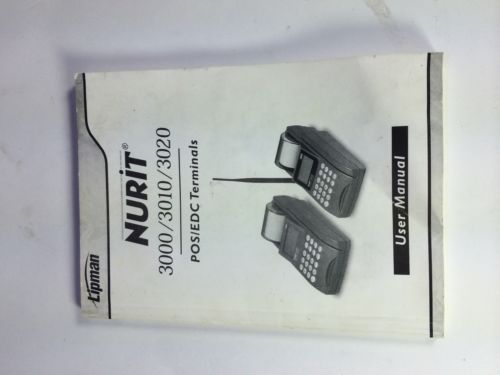 Lipman
NURIT®
3000/3010/3020
POS/EDC Terminals
User Manual